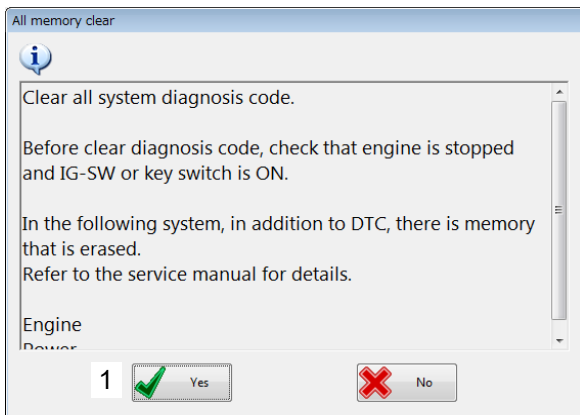 All memory clear
Clear all system diagnosis code.
Before clear diagnosis code, check that engine is stopped
and IG-SW or key switch is ON.
In the following system, in addition to DTC, there is memory
that is erased.
Refer to the service manual for details.
Engine
Power
1
Yes
No